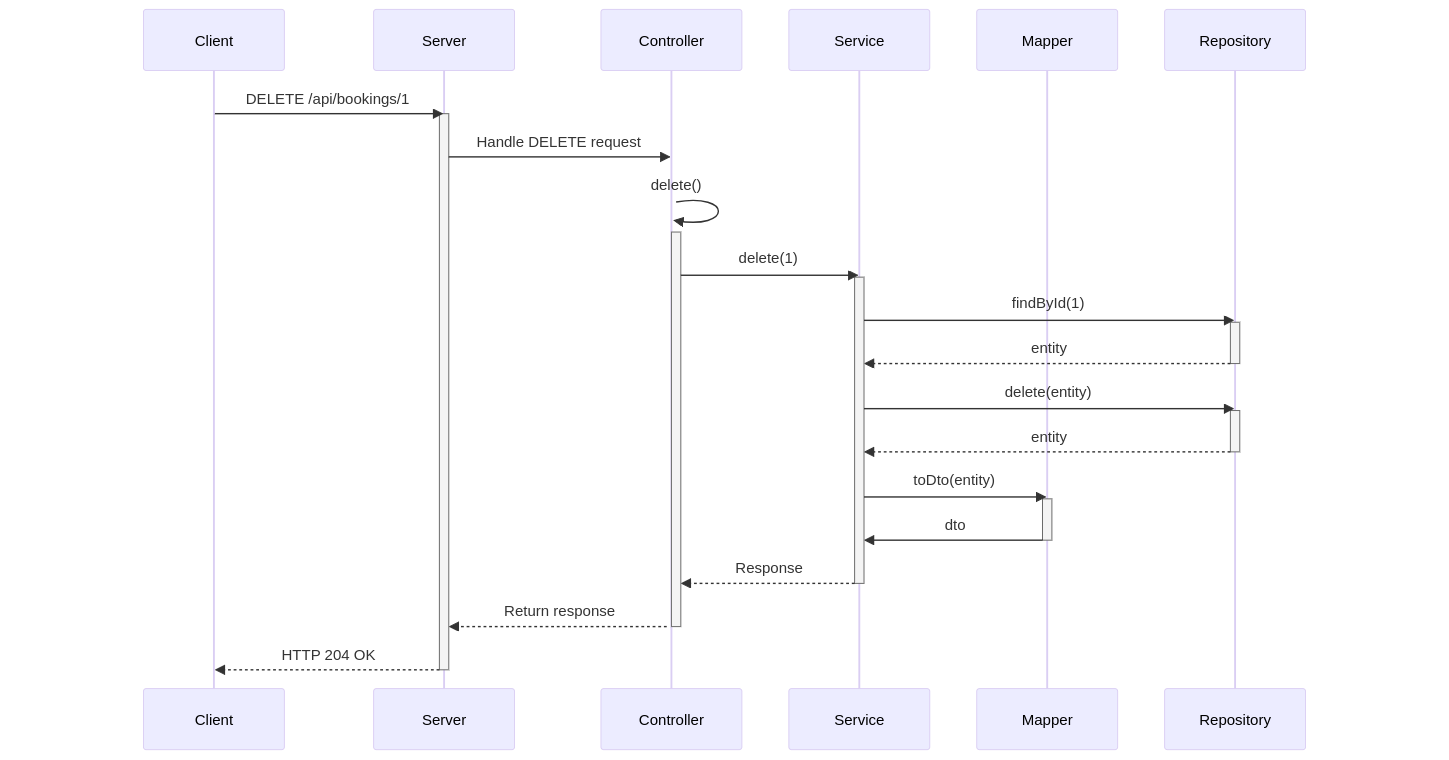 Client
Server
Controller
Service
Mapper
Repository
DELETE /api/bookings/1
Handle DELETE request
delete()
delete(1)
findById(1)
entity
delete(entity)
entity
toDto(entity)
dto
Response
Return response
HTTP 204 OK
Client
Server
Controller
Service
Mapper
Repository